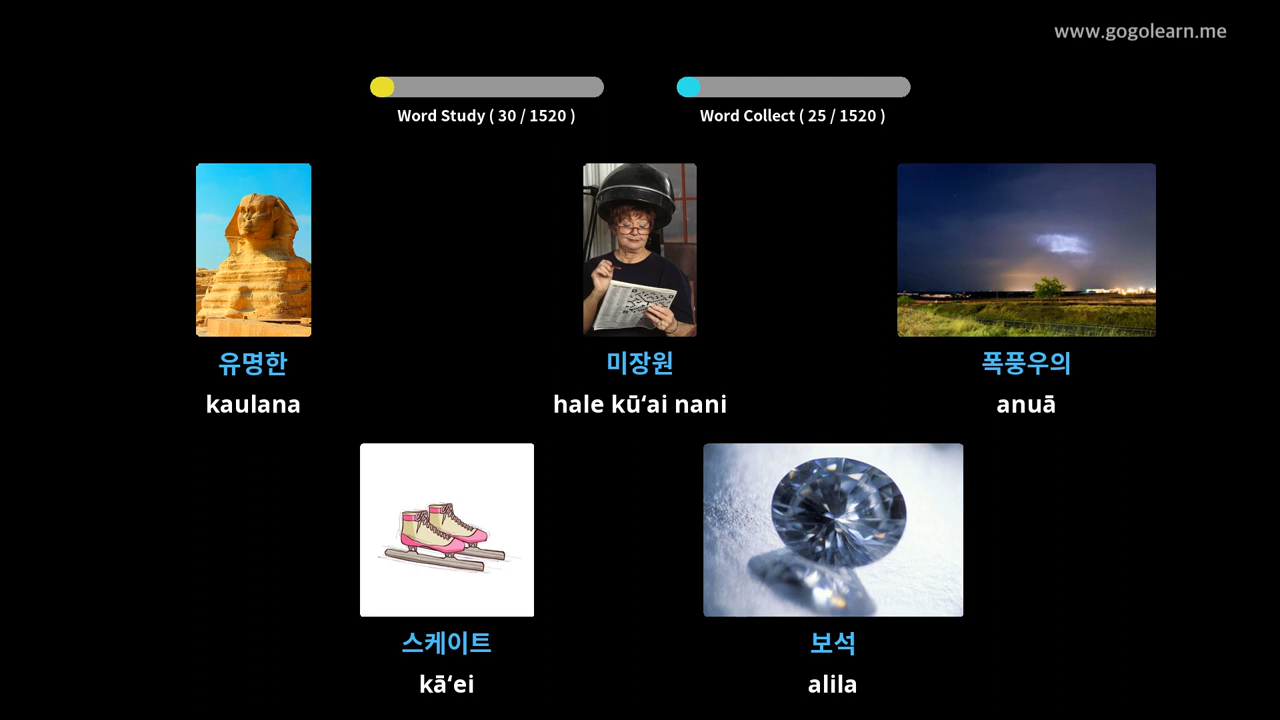 www.gogolearn.me
Word Study ( 30 / 1520 )
Word Collect ( 25 / 1520 )
유명한
kaulana
미장원
hale kūʻai nani
폭풍우의
anuā
스케이트
kāʻei
보석
alila